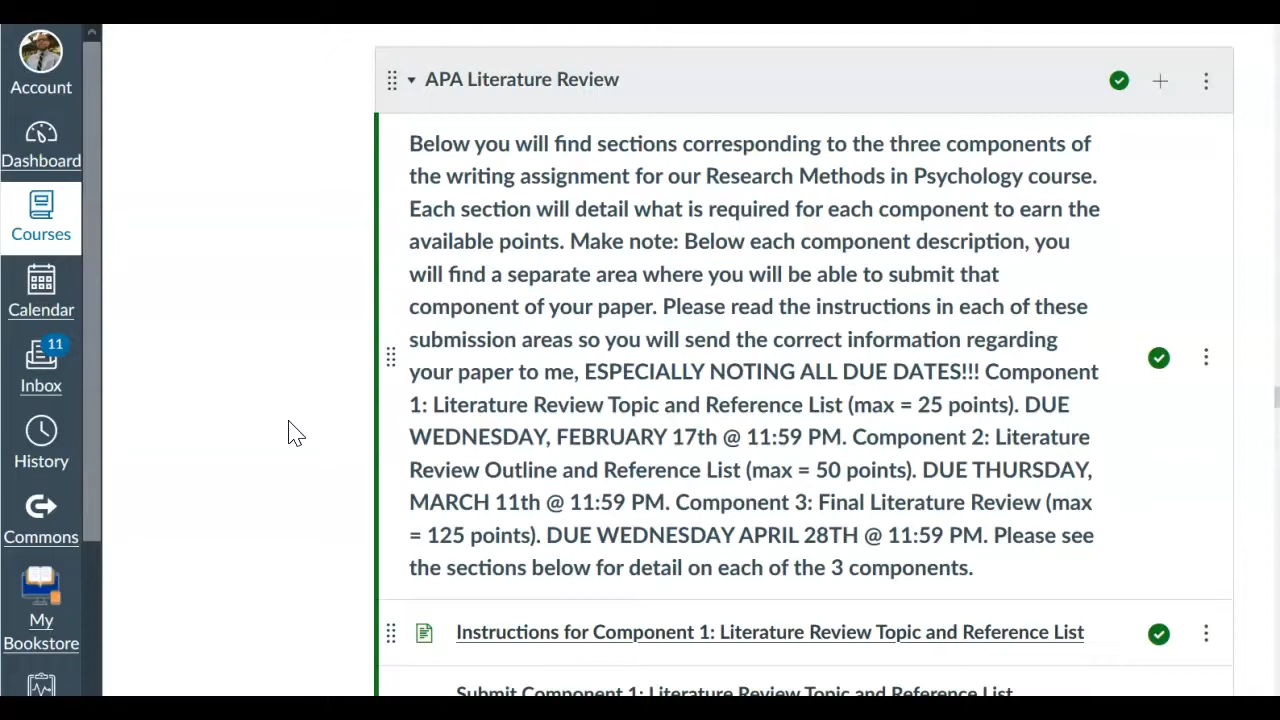 Account
Dashboard
Courses
Calendar
11
Inbox
History
Commons
My
Bookstore
APA Literature Review
Below you will find sections corresponding to the three components of
the writing assignment for our Research Methods in Psychology course.
Each section will detail what is required for each component to earn the
available points. Make note: Below each component description, you
will find a separate area where you will be able to submit that
component of your paper. Please read the instructions in each of these
submission areas so you will send the correct information regarding
your paper to me, ESPECIALLY NOTING ALL DUE DATES!!! Component
1: Literature Review Topic and Reference List (max = 25 points). DUE
WEDNESDAY, FEBRUARY 17th @ 11:59 PM. Component 2: Literature
Review Outline and Reference List (max = 50 points). DUE THURSDAY,
MARCH 11th @ 11:59 PM. Component 3: Final Literature Review (max
= 125 points). DUE WEDNESDAY APRIL 28TH @ 11:59 PM. Please see
the sections below for detail on each of the 3 components.
Instructions for Component 1: Literature Review Topic and Reference List
Submit Component 1: Literature Review Topic and Reference List